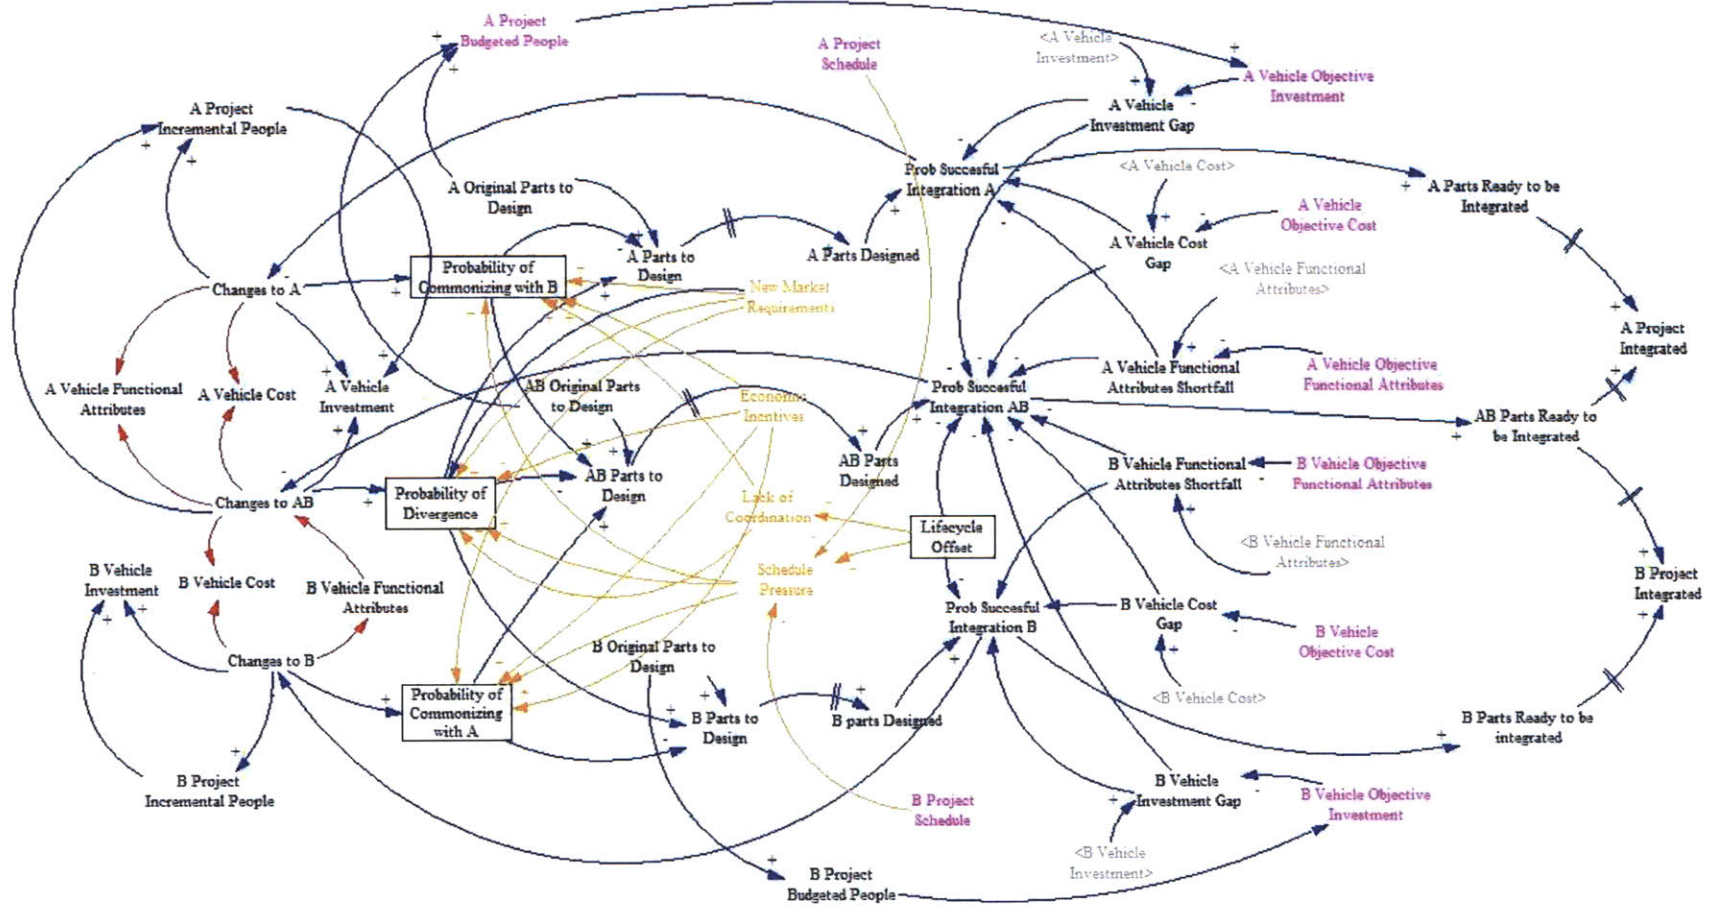 A Project
Budgeted People
A Project
Schedule
<A Vehicle
Investment>
A Vehicle Objective
Investment
A Project
Incremental People
A Vehicle
Investment Gap
Prob Succesful
Integration A
<A Vehicle Cost>
A Parts Ready to be
Integrated
A Original Parts to
Design
A Vehicle
Objective Cost
A Vehicle Cost
Gap
A Parts to
Design
A Parts Designed
Probability of
Commonizing with B
<A Vehicle Functional
Attributes>
Changes to A
New Market
Requirements
A Project
Integrated
A Vehicle Functional
Attributes
A Vehicle Cost
A Vehicle
Investment
AB Original Parts
to Design
Economic
Incentives
Prob Succesful
Integration AB
A Vehicle Functional
Attributes Shortfall
A Vehicle Objective
Functional Attributes
AB Parts Ready to
be Integrated
AB Parts
Designed
B Vehicle Functional
Attributes Shortfall
B Vehicle Objective
Functional Attributes
AB Parts to
Design
Changes to AB
Probability of
Divergence
Lack of
Coordination
Lifecycle
Offset
<B Vehicle Functional
Attributes>
B Vehicle
Investment
B Vehicle Cost
B Vehicle Functional
Attributes
Schedule
Pressure
B Project
Integrated
Prob Succesful
Integration B
B Vehicle Cost
Gap
B Vehicle
Objective Cost
Changes to B
B Original Parts to
Design
<B Vehicle Cost>
Probability of
Commonizing
with A
B Parts to
Design
B parts Designed
B Parts Ready to be
integrated
B Project
Incremental People
B Project
Schedule
B Vehicle
Investment Gap
B Vehicle Objective
Investment
<B Vehicle
Investment>
B Project
Budgeted People